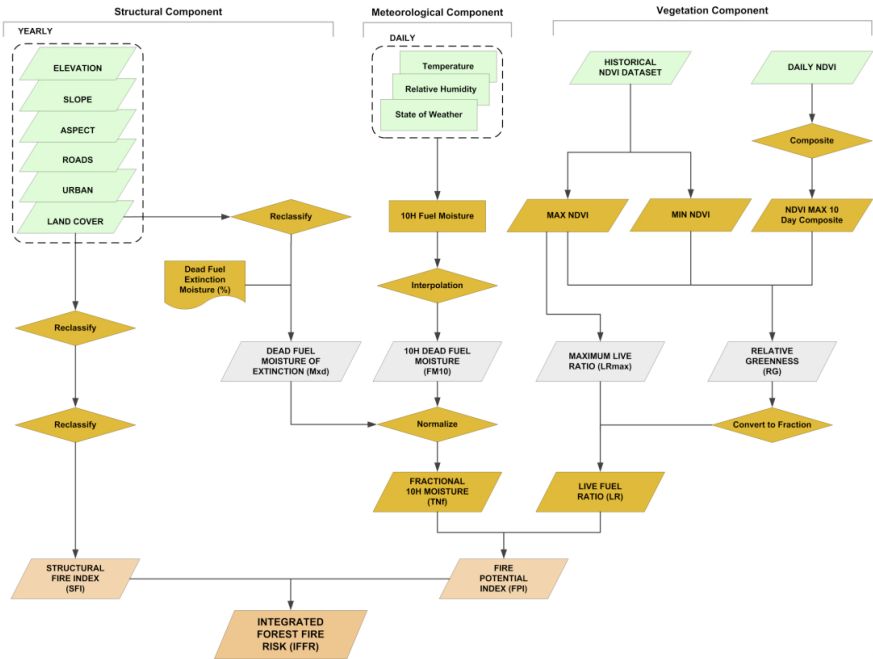 Structural Component
Meteorological Component
Vegetation Component
YEARLY
ELEVATION
SLOPE
ASPECT
ROADS
URBAN
LAND COVER
DAILY
Temperature
Relative Humidity
State of Weather
HISTORICAL
NDVI DATASET
DAILY NDVI
Composite
Reclassify
10H Fuel Moisture
MAX NDVI
MIN NDVI
NDVI MAX 10
Day Composite
Dead Fuel
Extinction
Moisture (%)
Interpolation
Reclassify
DEAD FUEL
MOISTURE OF
EXTINCTION (Mxd)
10H DEAD FUEL
MOISTURE
(FM10)
MAXIMUM LIVE
RATIO (LRmax)
RELATIVE
GREENNESS
(RG)
Reclassify
Normalize
Convert to Fraction
FRACTIONAL
10H MOISTURE
(TNf)
LIVE FUEL
RATIO (LR)
STRUCTURAL
FIRE INDEX
(SFI)
FIRE
POTENTIAL
INDEX (FPI)
INTEGRATED
FOREST FIRE
RISK (IFFR)